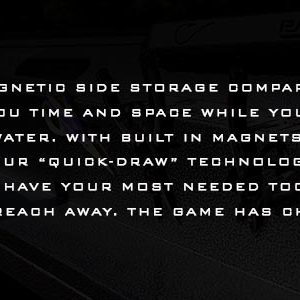 GNETIC SIDE STORAGE COMPAR
OU TIME AND SPACE WHILE YOU
WATER. WITH BUILT IN MAGNETS
UR “QUICK-DRAW” TECHNOLOG
HAVE YOUR MOST NEEDED TOO
REACH AWAY. THE GAME HAS CH